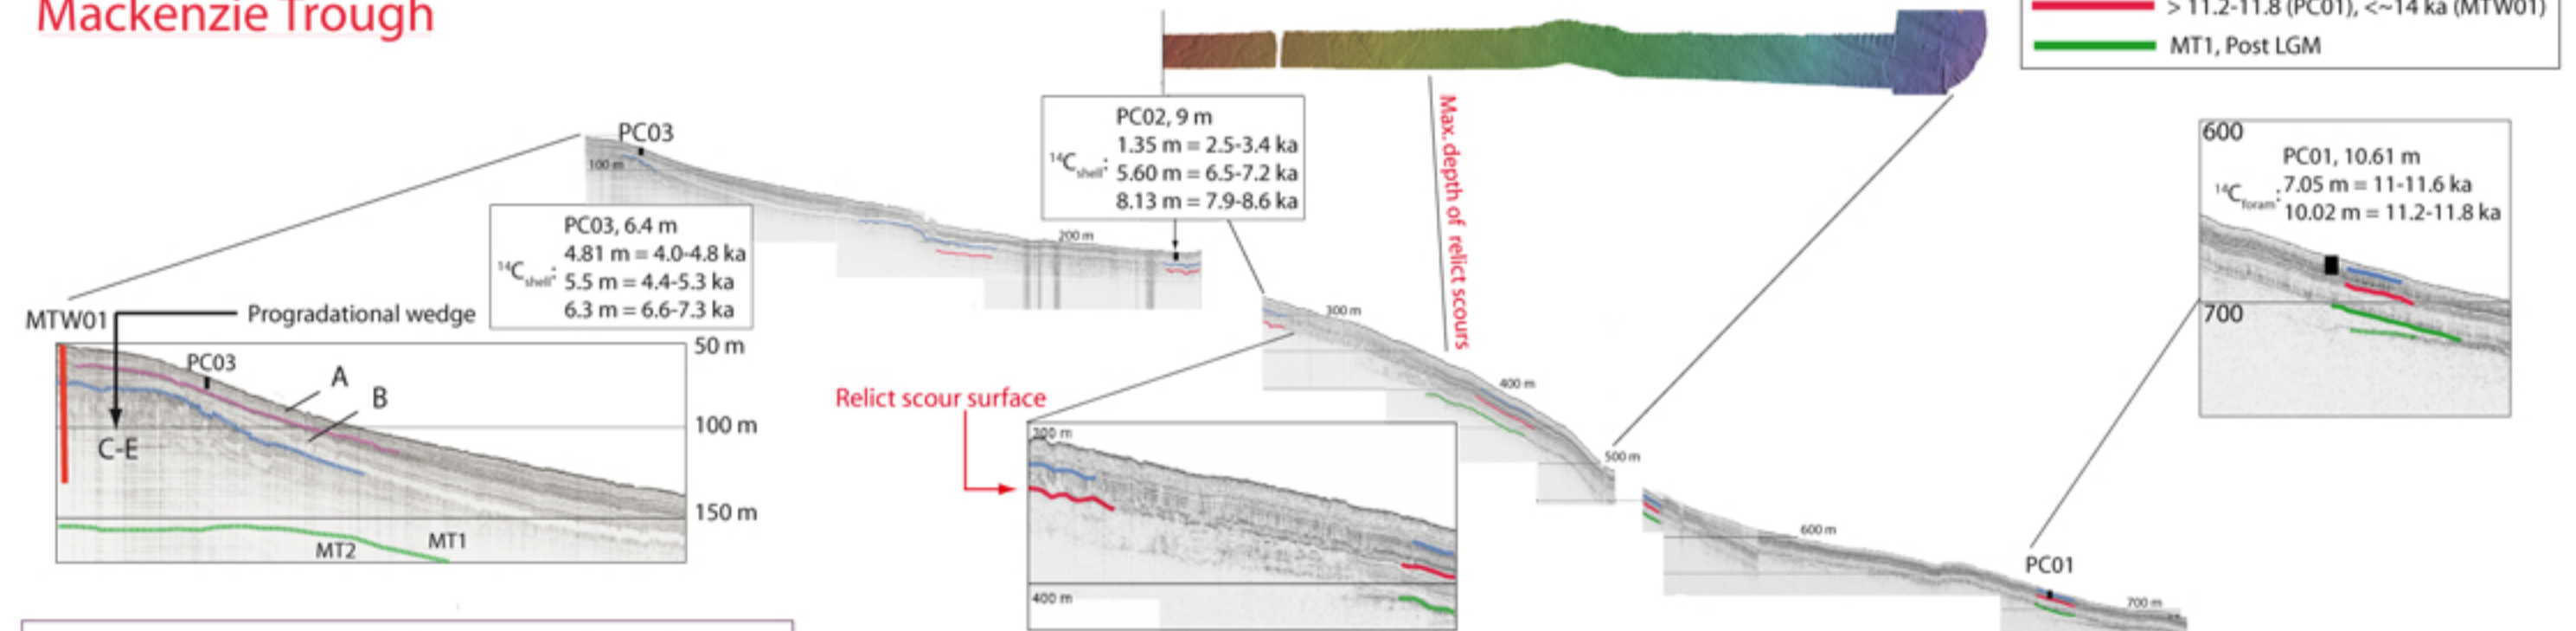 Mackenzie Trough
> 11.2-11.8 (PC01), <~14 ka (MTW01)
MT1, Post LGM
PC03
100 m
PC03, 6.4 m
4.81 m = 4.0-4.8 ka
14Cshell: 5.5 m = 4.4-5.3 ka
6.3 m = 6.6-7.3 ka
PC02, 9 m
1.35 m = 2.5-3.4 ka
14Cshell: 5.60 m = 6.5-7.2 ka
8.13 m = 7.9-8.6 ka
200 m
Max. depth of relict scours
600
PC01, 10.61 m
14Cforam: 7.05 m = 11-11.6 ka
10.02 m = 11.2-11.8 ka
700
MTW01
Progradational wedge
50 m
PC03
A
B
100 m
C-E
150 m
MT2
MT1
300 m
400 m
500 m
Relict scour surface
300 m
400 m
600 m
PC01
700 m